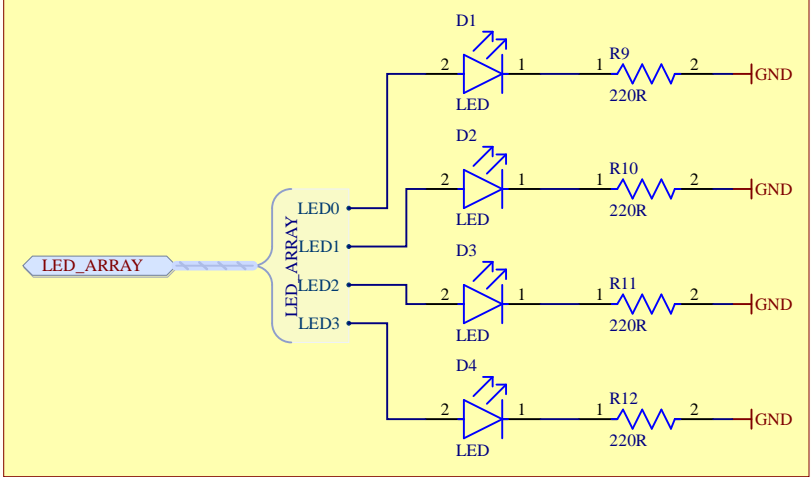 D1
2
1
LED
R9
1
2
220R
GND
D2
2
1
LED
R10
1
2
220R
GND
LED_ARRAY
LED_ARRAY
LED0
LED1
LED2
LED3
D3
2
1
LED
R11
1
2
220R
GND
D4
2
1
LED
R12
1
2
220R
GND